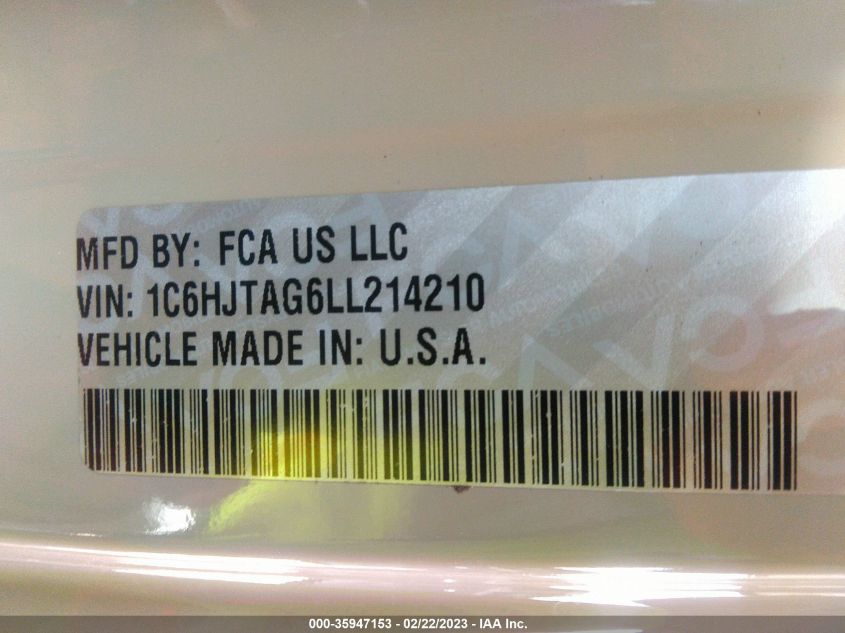 MFD BY: FCA US LLC
VIN: 1C6HJTAG6LL214210
VEHICLE MADE IN: U.S.A.
000-35947153 - 02/22/2023 - IAA Inc.